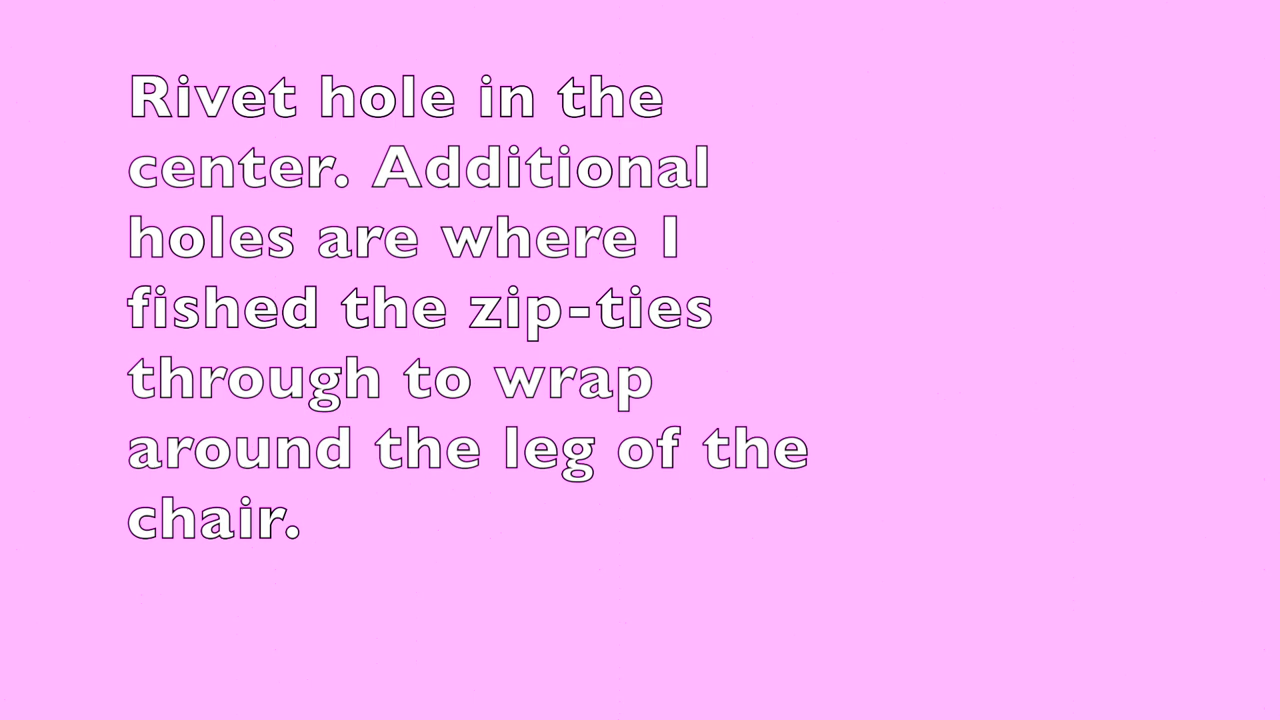 Rivet hole in the
center. Additional
holes are where I
fished the zip-ties
through to wrap
around the leg of the
chair.